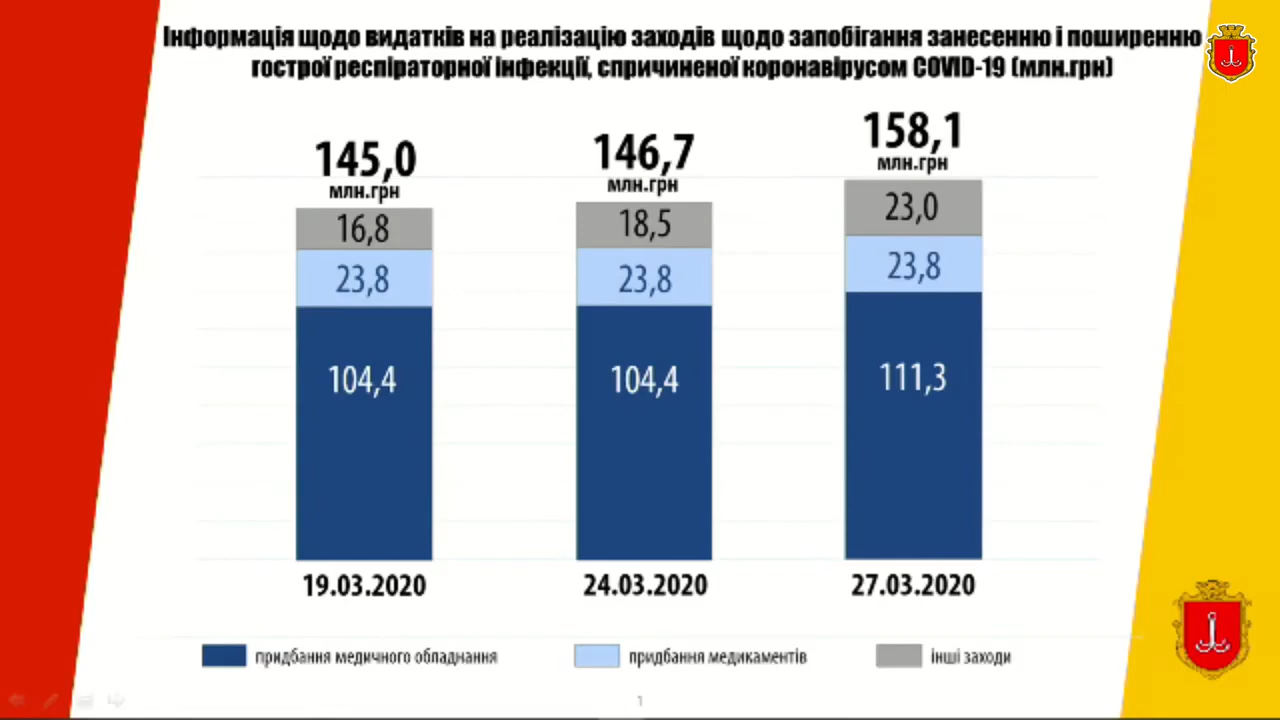 Інформація щодо видатків на реалізацію заходів щодо запобігання занесенню і поширенню
гострої респіраторної інфекції, спричиненої коронавірусом COVID-19 (млн.грн)
145,0
млн.грн
146,7
млн.грн
158,1
млн.грн
16,8
18,5
23,0
23,8
23,8
23,8
104,4
104,4
111,3
19.03.2020
24.03.2020
27.03.2020
придбання медичного обладнання
придбання медикаментів
інші заходи
1